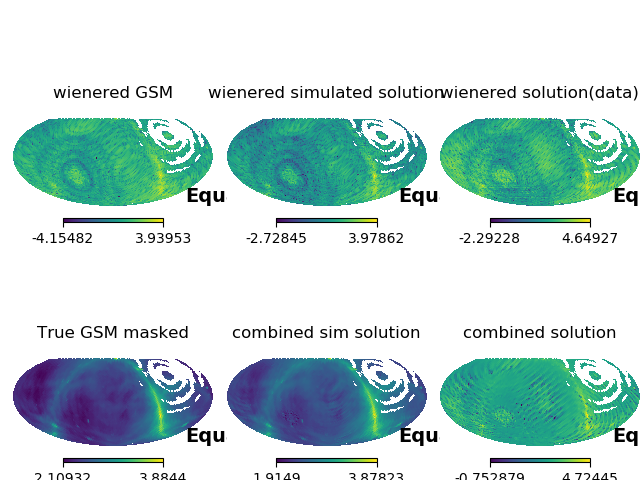 wienered GSM
wienered simulated solution
wienered solution(data)
Equ
Equ
Eq
-4.15482 3.93953
-2.72845 3.97862
-2.29228 4.64927
True GSM masked
combined sim solution
combined solution
Equ
Equ
Eq
2.10932 3.8844
1.9149 3.87823
-0.752879 4.72445